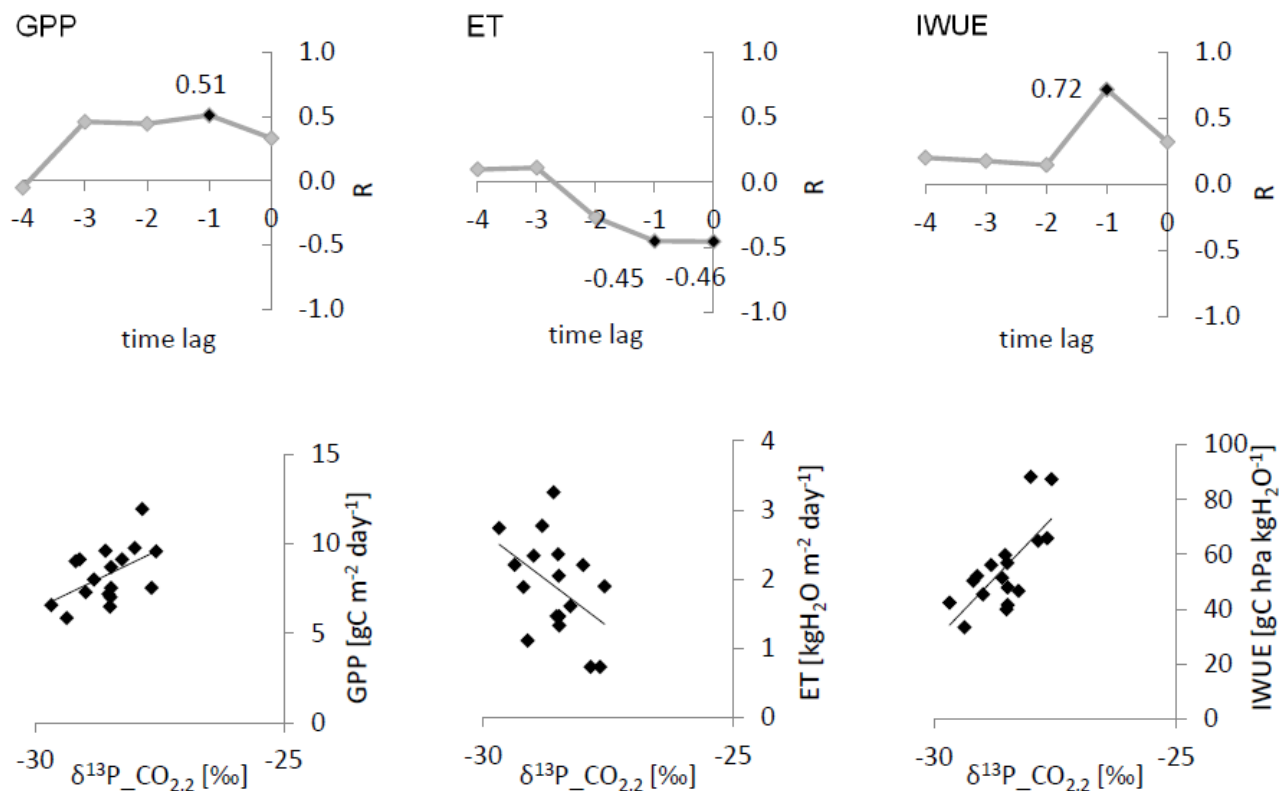 GPP
1.0
0.51
0.5
0.0
R
-4 -3 -2 -1 0
-0.5
-1.0
time lag
ET
1.0
0.5
0.0
R
-4 -3 -2 -1 0
-0.5
-0.45 -0.46
-1.0
time lag
IWUE
1.0
0.72
0.5
0.0
R
-4 -3 -2 -1 0
-0.5
-1.0
time lag
15
10
5
0
GPP [gC m⁻² day⁻¹]
-30 -25
δ¹³P_CO₂,₂ [‰]
4
3
2
1
0
ET [kgH₂O m⁻² day⁻¹]
-30 -25
δ¹³P_CO₂.₂ [‰]
100
80
60
40
20
0
IWUE [gC hPa kgH₂O⁻¹]
-30 -25
δ¹³P_CO₂.₂ [‰]